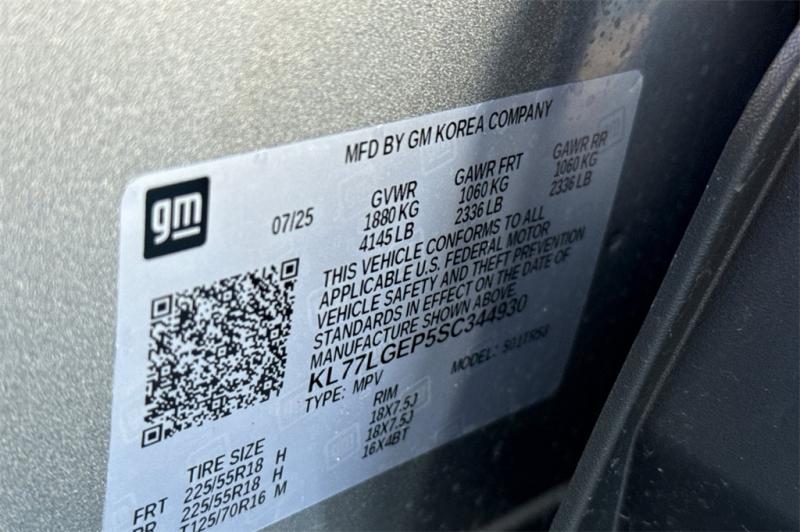 MFD BY GM KOREA COMPANY
gm
07/25
GVWR GAWR FRT GAWR RR
1880 KG 1060 KG 1060 KG
4145 LB 2336 LB 2336 LB
THIS VEHICLE CONFORMS TO ALL
APPLICABLE U.S. FEDERAL MOTOR
VEHICLE SAFETY AND THEFT PREVENTION
STANDARDS IN EFFECT ON THE DATE OF
MANUFACTURE SHOWN ABOVE.
KL77LGEP5SC344930
TYPE: MPV MODEL:
TIRE SIZE RIM
FRT 225/55R18 H 18X7.5J
RR 225/55R18 H 18X7.5J
T125/70R16 M 16X4BT